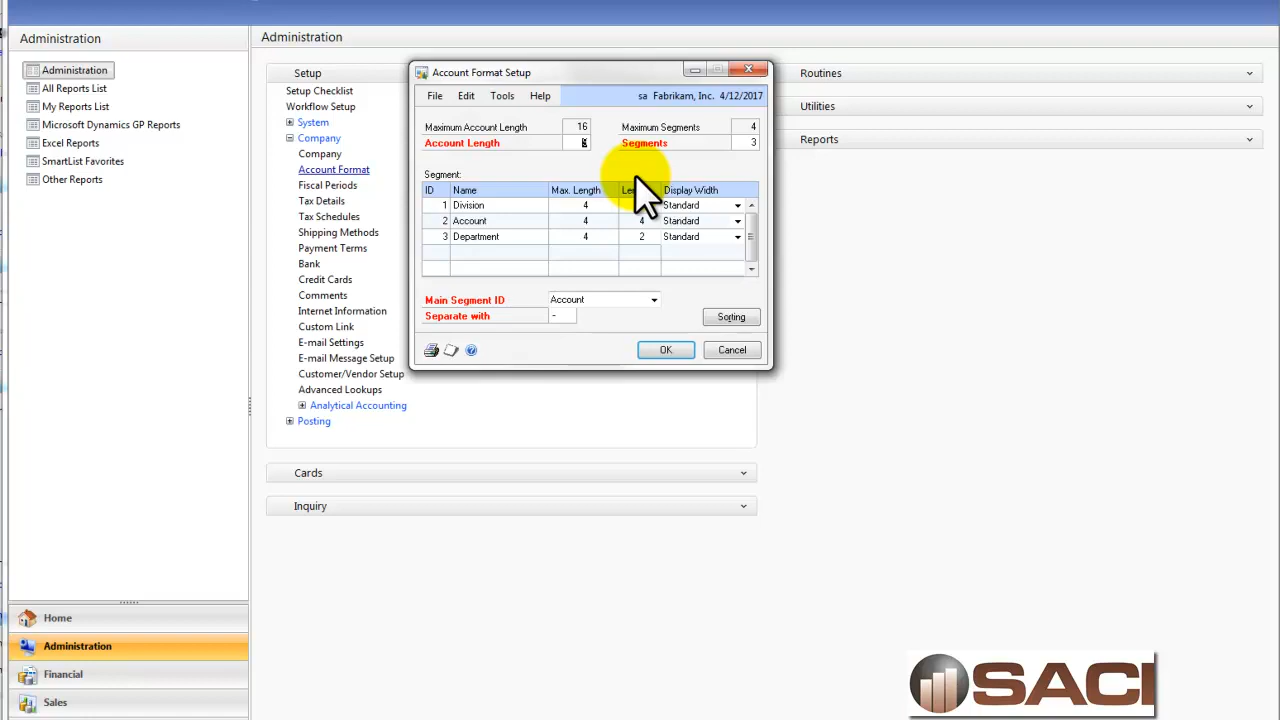 Administration
Administration
All Reports List
My Reports List
Microsoft Dynamics GP Reports
Excel Reports
SmartList Favorites
Other Reports
Home
Administration
Financial
Sales
Administration
Setup
Setup Checklist
Workflow Setup
System
Company
Company
Account Format
Fiscal Periods
Tax Details
Tax Schedules
Shipping Methods
Payment Terms
Bank
Credit Cards
Comments
Internet Information
Custom Link
E-mail Settings
E-mail Message Setup
Customer/Vendor Setup
Advanced Lookups
Analytical Accounting
Posting
Cards
Inquiry
Routines
Utilities
Reports
Account Format Setup
File Edit Tools Help sa Fabrikam, Inc. 4/12/2017
Maximum Account Length 16 Maximum Segments 4
Account Length Segments 3
Segment:
ID Name Max. Length Display Width
1 Division 4 Standard
2 Account 4 4 Standard
3 Department 4 2 Standard
Main Segment ID Account
Separate with -
Sorting
OK Cancel
SACI